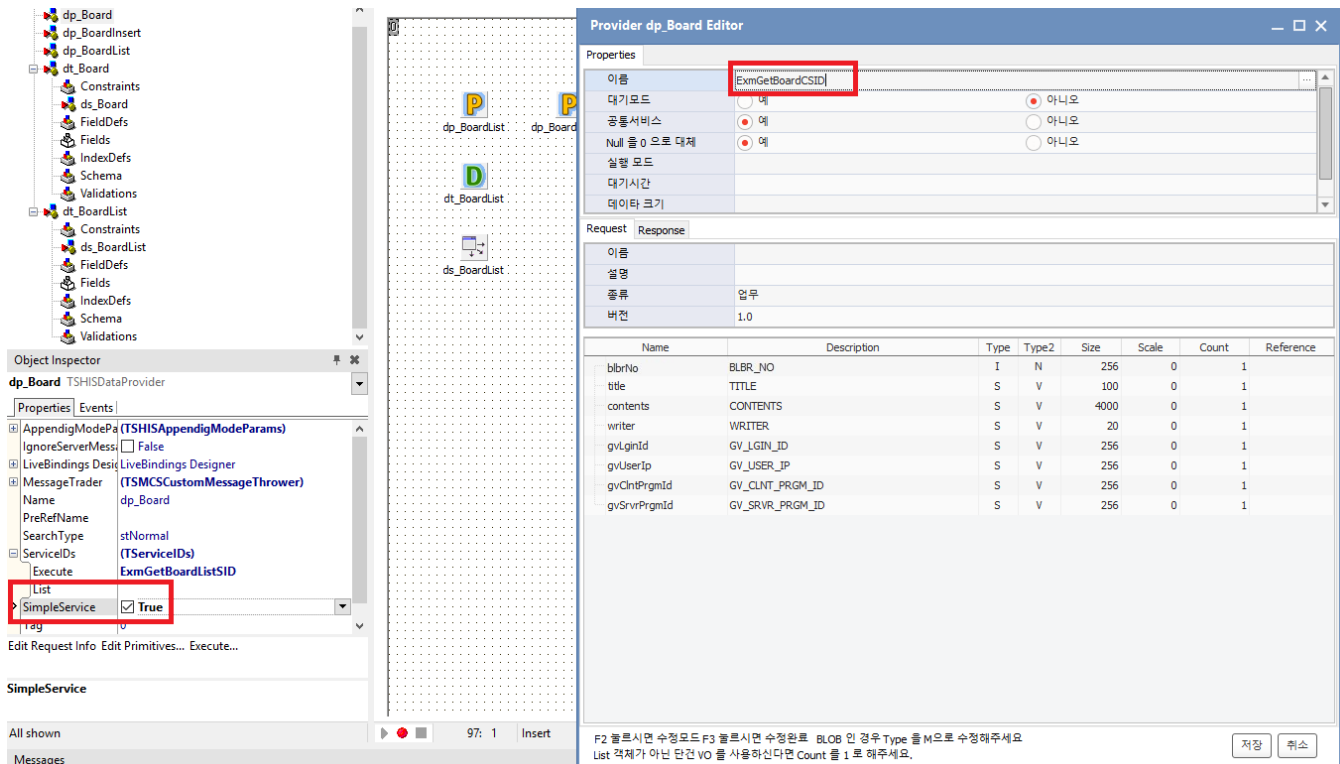 dp_Board
dp_BoardInsert
dp_BoardList
dt_Board
Constraints
ds_Board
FieldDefs
Fields
IndexDefs
Schema
Validations
dt_BoardList
Constraints
ds_BoardList
FieldDefs
Fields
IndexDefs
Schema
Validations
Object Inspector
dp_Board TSHISDataProvider
Properties Events
AppendigModePa (TSHISAppendigModeParams)
IgnoreServerMessa False
LiveBindings Desig LiveBindings Designer
MessageTrader (TSMCSCustomMessageThrower)
Name dp_Board
PreRefName
SearchType stNormal
ServiceIDs (TServiceIDs)
Execute ExmGetBoardListSID
List
SimpleService True
Tag 0
Edit Request Info Edit Primitives... Execute...
SimpleService
All shown
Messages
dp_BoardList dp_Board
dt_BoardList
ds_BoardList
97: 1 Insert
Provider dp_Board Editor
Properties
이름 ExmGetBoardCSID ...
대기모드 예 아니오
공통서비스 예 아니오
Null 을 0 으로 대체 예 아니오
실행 모드
대기시간
데이타 크기
Request Response
이름
설명
종류 업무
버전 1.0
Name Description Type Type2 Size Scale Count Reference
blbrNo BLBR_NO I N 256 0 1
title TITLE S V 100 0 1
contents CONTENTS S V 4000 0 1
writer WRITER S V 20 0 1
gvLginId GV_LGIN_ID S V 256 0 1
gvUserIp GV_USER_IP S V 256 0 1
gvClntPrgmId GV_CLNT_PRGM_ID S V 256 0 1
gvSrvrPrgmId GV_SRVR_PRGM_ID S V 256 0 1
F2 눌르시면 수정모드 F3 눌르시면 수정완료 BLOB 인 경우 Type 을 M으로 수정해주세요
List 객체가 아닌 단건 VO 를 사용하신다면 Count 를 1 로 해주세요.
저장 취소